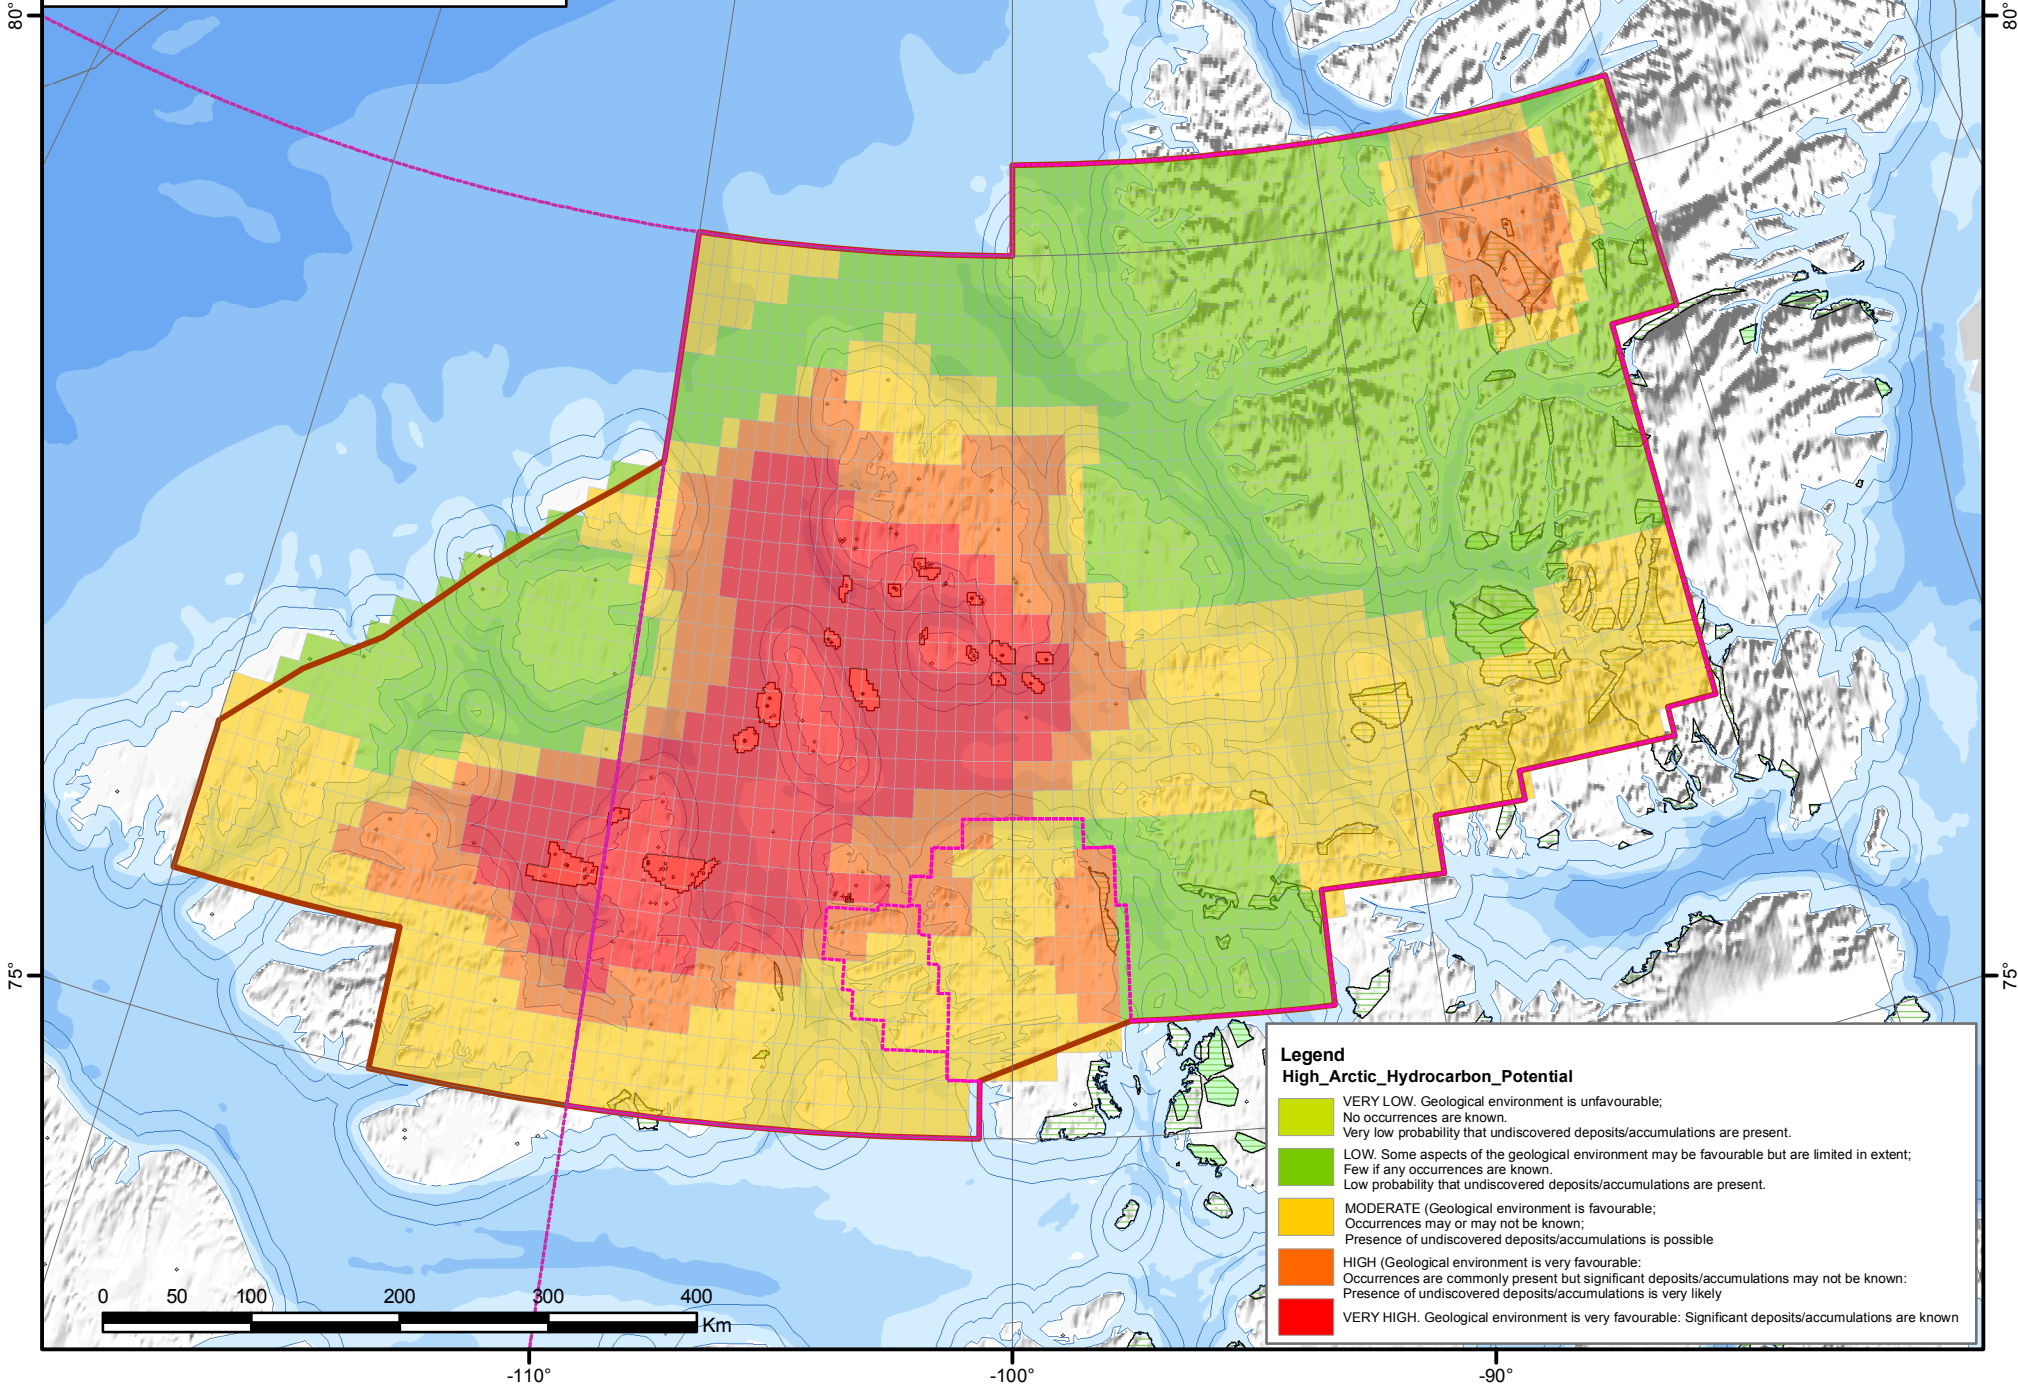 80°
80°
75°
75°
Legend
High_Arctic_Hydrocarbon_Potential
VERY LOW. Geological environment is unfavourable;
No occurrences are known.
Very low probability that undiscovered deposits/accumulations are present.
LOW. Some aspects of the geological environment may be favourable but are limited in extent;
Few if any occurrences are known.
Low probability that undiscovered deposits/accumulations are present.
MODERATE (Geological environment is favourable;
Occurrences may or may not be known;
Presence of undiscovered deposits/accumulations is possible
HIGH (Geological environment is very favourable:
Occurrences are commonly present but significant deposits/accumulations may not be known:
Presence of undiscovered deposits/accumulations is very likely
VERY HIGH. Geological environment is very favourable: Significant deposits/accumulations are known
0 50 100 200 300 400
Km
-110° -100° -90°